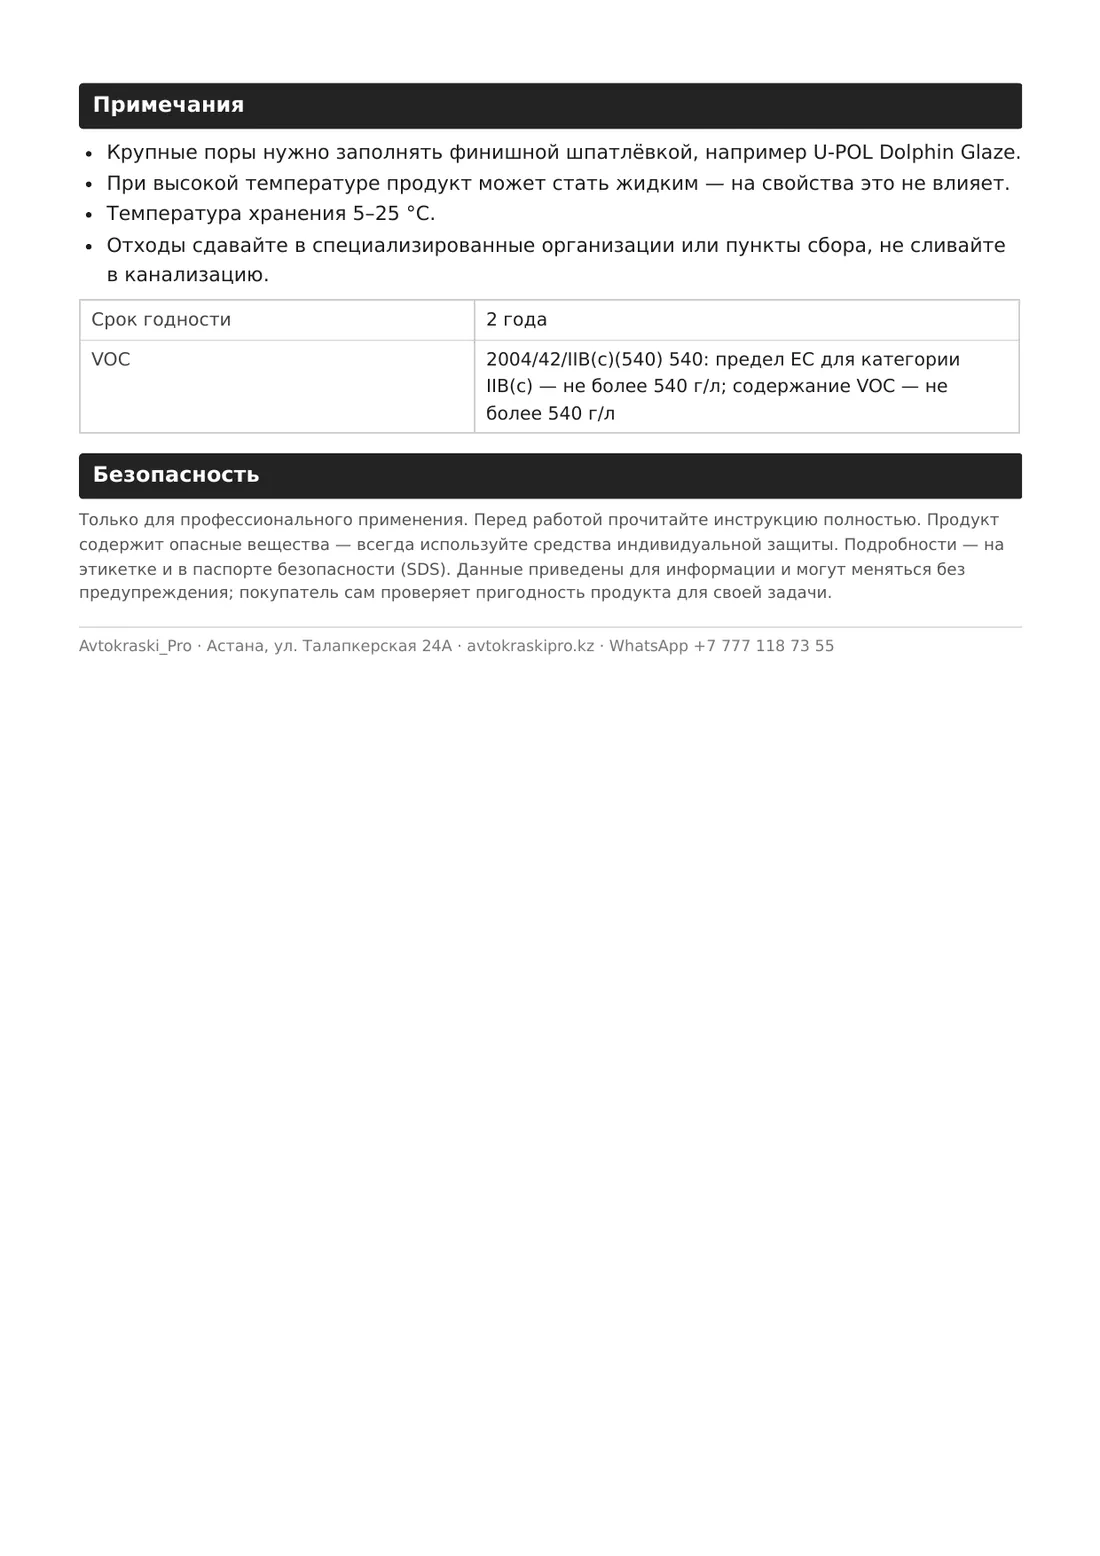 Примечания
• Крупные поры нужно заполнять финишной шпатлёвкой, например U-POL Dolphin Glaze.
• При высокой температуре продукт может стать жидким — на свойства это не влияет.
• Температура хранения 5–25 °C.
• Отходы сдавайте в специализированные организации или пункты сбора, не сливайте
в канализацию.
Срок годности
2 года
VOC
2004/42/IIB(c)(540) 540: предел ЕС для категории
IIB(c) — не более 540 г/л; содержание VOC — не
более 540 г/л
Безопасность
Только для профессионального применения. Перед работой прочитайте инструкцию полностью. Продукт
содержит опасные вещества — всегда используйте средства индивидуальной защиты. Подробности — на
этикетке и в паспорте безопасности (SDS). Данные приведены для информации и могут меняться без
предупреждения; покупатель сам проверяет пригодность продукта для своей задачи.
Avtokraski_Pro · Астана, ул. Талапкерская 24А · avtokraskipro.kz · WhatsApp +7 777 118 73 55